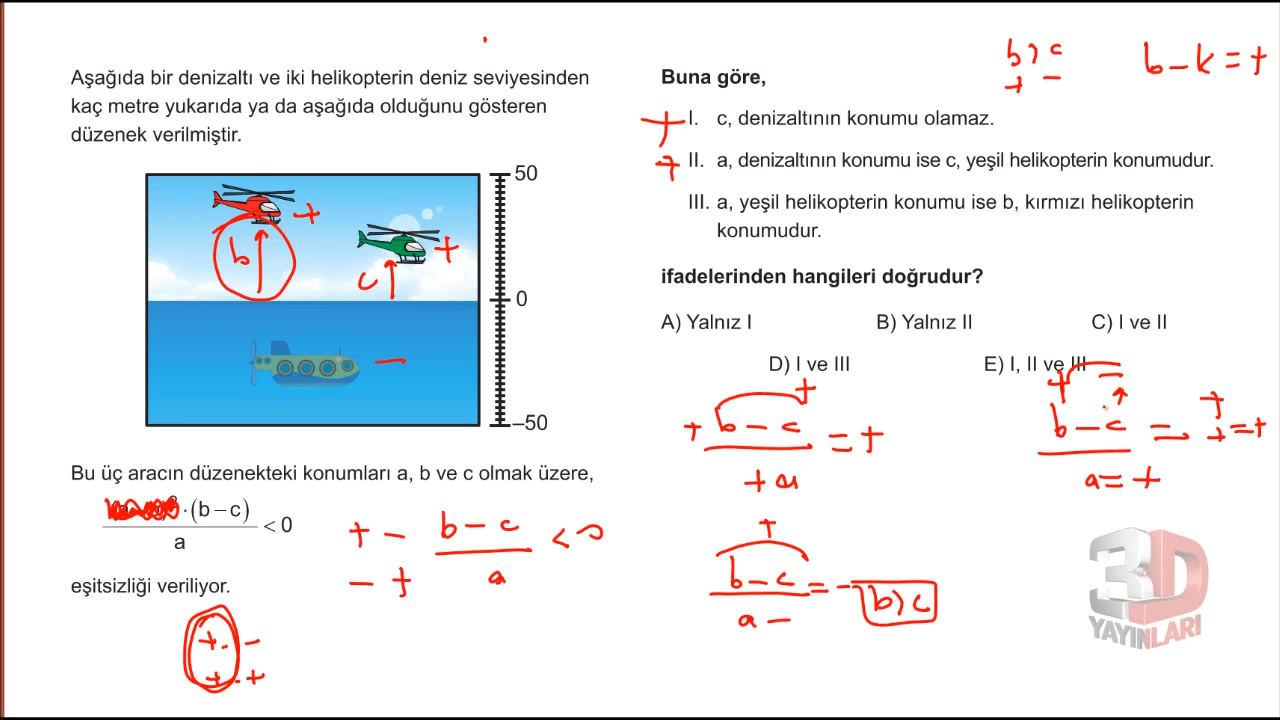 Aşağıda bir denizaltı ve iki helikopterin deniz seviyesinden
kaç metre yukarıda ya da aşağıda olduğunu gösteren
düzenek verilmiştir.
50
+
+
b
c
0
–
–50
Bu üç aracın düzenekteki konumları a, b ve c olmak üzere,
·(b–c)
< 0
a
eşitsizliği veriliyor.
+ – b – c < 0
– + a
+ . –
+ . +
b > c
+ –
b – k = +
Buna göre,
+ I. c, denizaltının konumu olamaz.
+ II. a, denizaltının konumu ise c, yeşil helikopterin konumudur.
III. a, yeşil helikopterin konumu ise b, kırmızı helikopterin
konumudur.
ifadelerinden hangileri doğrudur?
A) Yalnız I B) Yalnız II C) I ve II
D) I ve III E) I, II ve III
+
+ b – c = +
+ a
+ =
b – c = + = +
a = + +
+
b – c = –
a –
b > c
3D
YAYINLARI